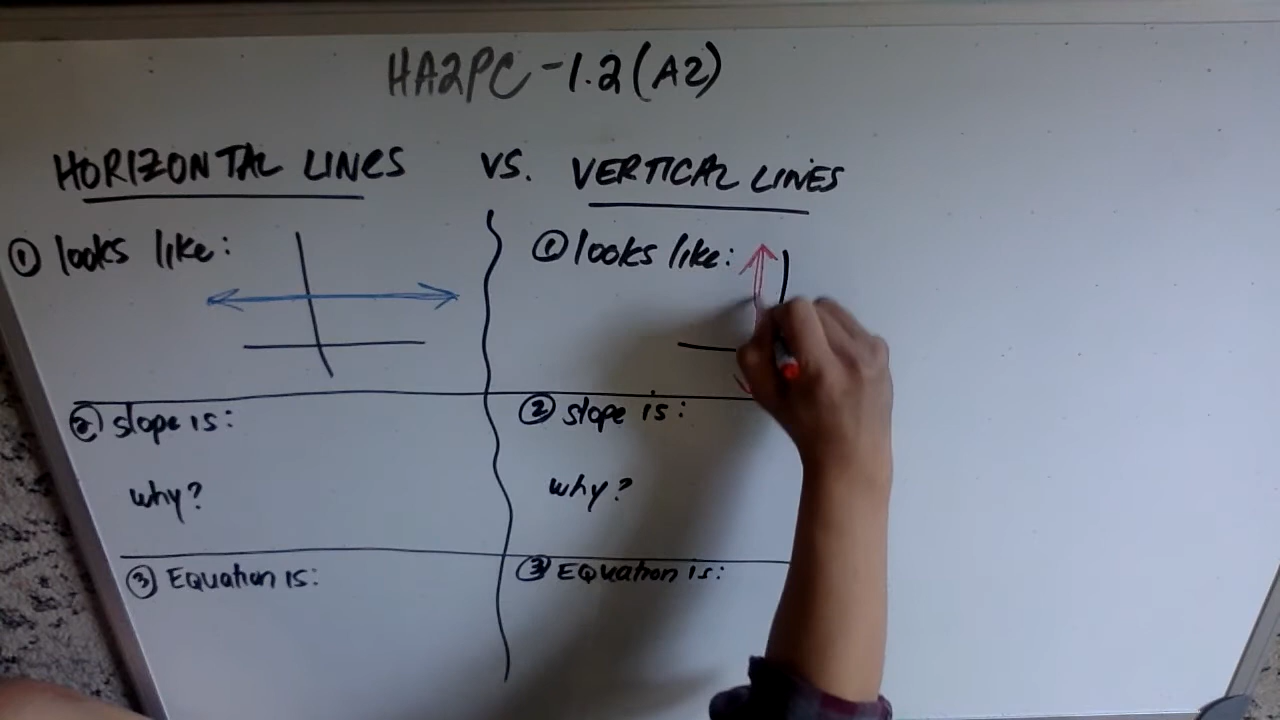 HA2PC-1.2(A2)
HORIZONTAL LINES VS. VERTICAL LINES
① looks like:
② slope is:
why?
③ Equation is:
① looks like:
② slope is:
why?
③ Equation is: